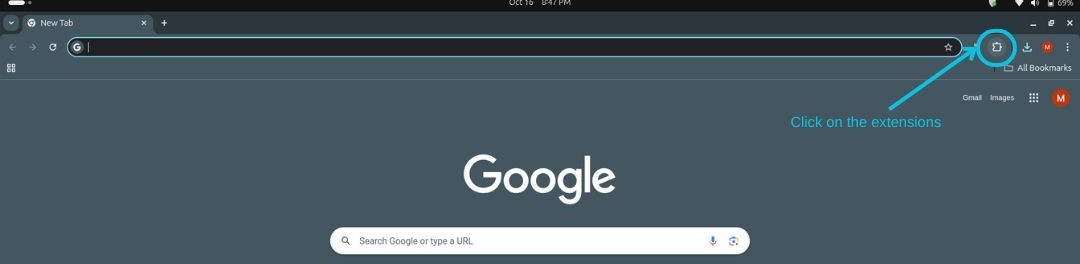 Oct 16 8:47 PM
69%
New Tab
G
M
All Bookmarks
Gmail Images
M
Click on the extensions
Google
Search Google or type a URL